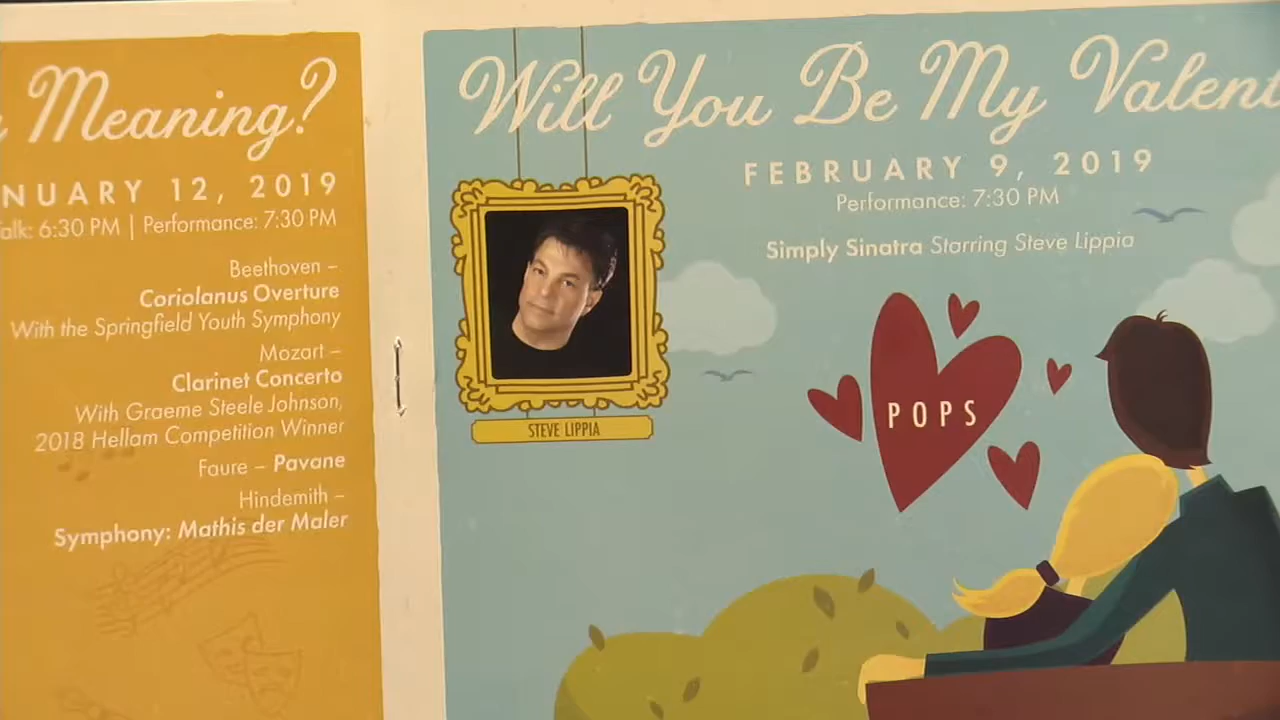 Meaning?
NUARY 12, 2019
alk: 6:30 PM | Performance: 7:30 PM
Beethoven –
Coriolanus Overture
With the Springfield Youth Symphony
Mozart –
Clarinet Concerto
With Graeme Steele Johnson,
2018 Hellam Competition Winner
Faure – Pavane
Hindemith –
Symphony: Mathis der Maler
Will You Be My Valent
FEBRUARY 9, 2019
Performance: 7:30 PM
Simply Sinatra Starring Steve Lippia
STEVE LIPPIA
POPS